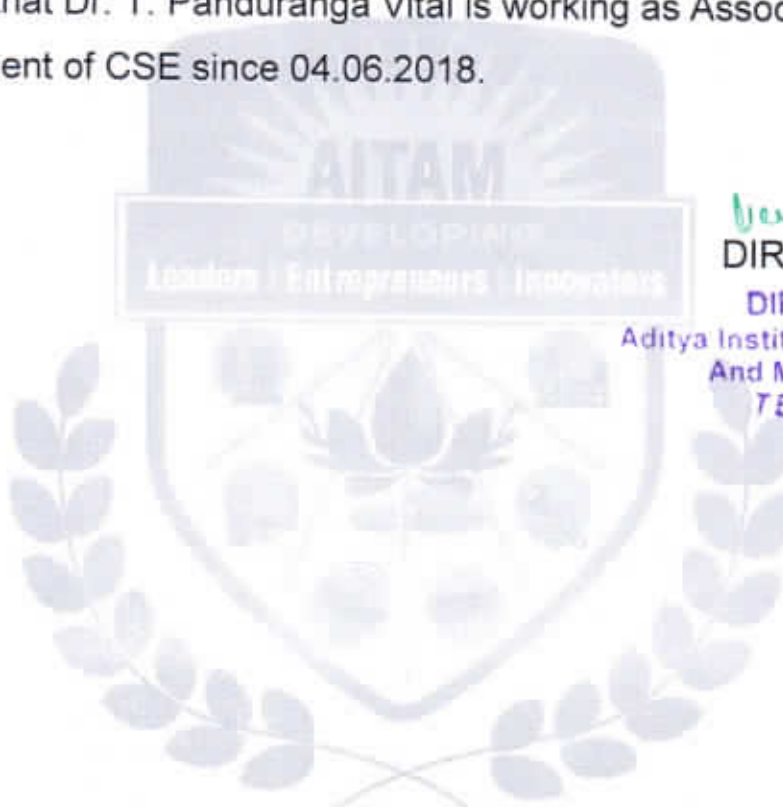 that Dr. T. Panduranga Vital is working as Assoc
ent of CSE since 04.06.2018.
AITAM
DEVELOPING
Leaders | Entrepreneurs | Innovators
DIR
DI
Aditya Instit
And M
TE